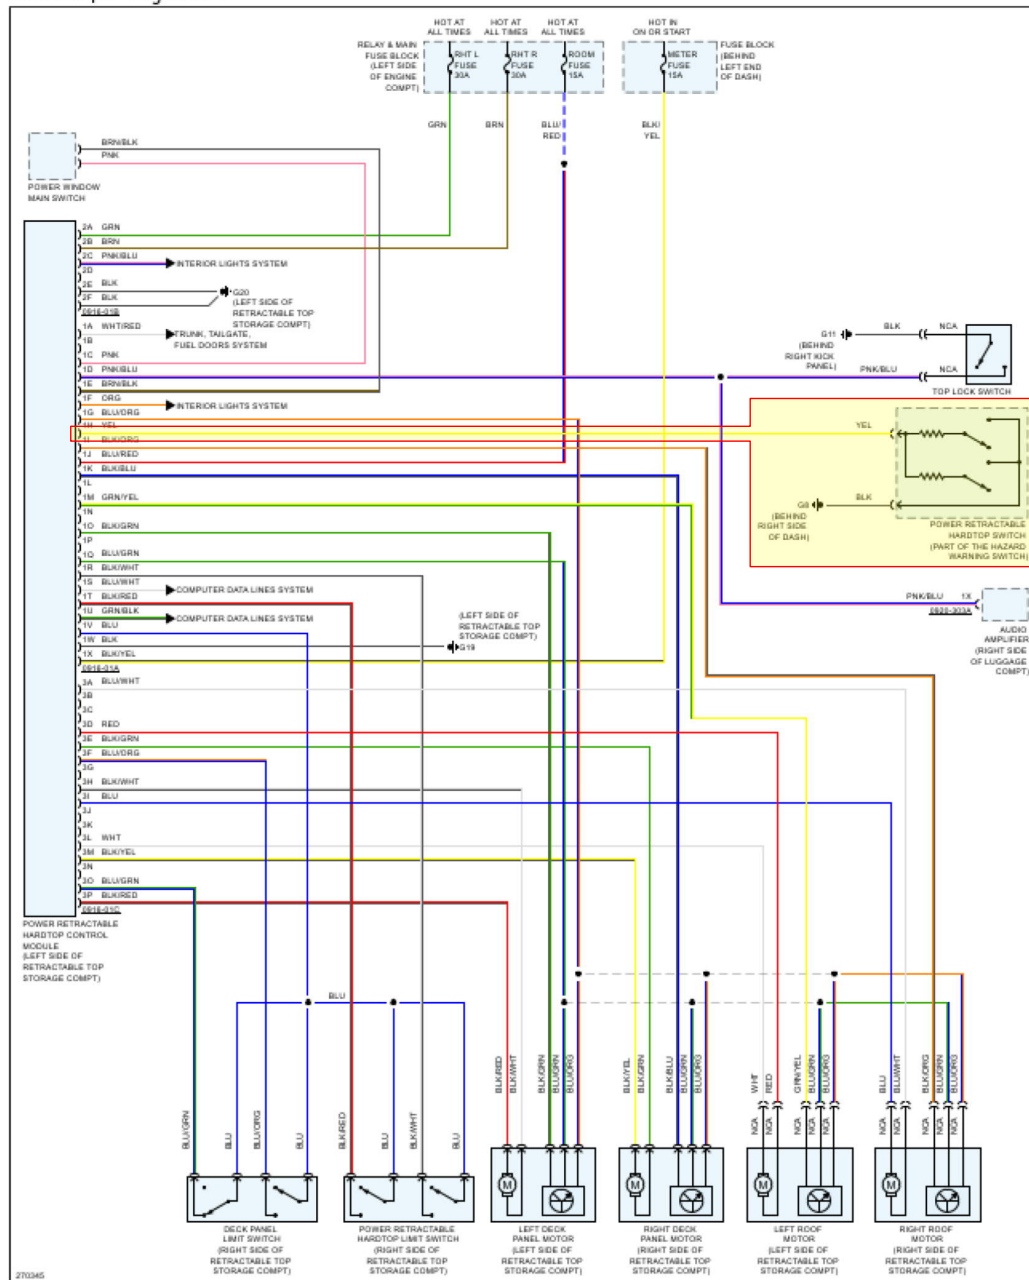 HOT AT
ALL TIMES
HOT AT
ALL TIMES
HOT AT
ALL TIMES
HOT IN
ON OR START
RELAY & MAIN
FUSE BLOCK
(LEFT SIDE
OF ENGINE
COMPT)
RHT L
FUSE
30A
RHT R
FUSE
30A
ROOM
FUSE
15A
METER
FUSE
15A
FUSE BLOCK
(BEHIND
LEFT END
OF DASH)
GRN
BRN
BLU/
RED
BLK/
YEL
BRN/BLK
PNK
POWER WINDOW
MAIN SWITCH
2A GRN
2B BRN
2C PNK/BLU
INTERIOR LIGHTS SYSTEM
2D
2E BLK
2F BLK
0916-01B
G20
(LEFT SIDE OF
RETRACTABLE TOP
STORAGE COMPT)
1A WHT/RED
TRUNK, TAILGATE,
FUEL DOORS SYSTEM
1B
1C PNK
1D PNK/BLU
1E BRN/BLK
1F ORG
INTERIOR LIGHTS SYSTEM
1G BLU/ORG
1H YEL
1I BLK/ORG
1J BLU/RED
1K BLK/BLU
1L
1M GRN/YEL
1N
1O BLK/GRN
1P
1Q BLU/GRN
1R BLK/WHT
1S BLU/WHT
COMPUTER DATA LINES SYSTEM
1T BLK/RED
1U GRN/BLK
COMPUTER DATA LINES SYSTEM
1V BLU
1W BLK
1X BLK/YEL
0916-01A
(LEFT SIDE OF
RETRACTABLE TOP
STORAGE COMPT)
G19
G11
(BEHIND
RIGHT KICK
PANEL)
BLK
NCA
PNK/BLU
NCA
TOP LOCK SWITCH
YEL
BLK
G8
(BEHIND
RIGHT SIDE
OF DASH)
POWER RETRACTABLE
HARDTOP SWITCH
(PART OF THE HAZARD
WARNING SWITCH)
PNK/BLU 1X
0920-303A
AUDIO
AMPLIFIER
(RIGHT SIDE
OF LUGGAGE
COMPT)
3A BLU/WHT
3B
3C
3D RED
3E BLK/GRN
3F BLU/ORG
3G
3H BLK/WHT
3I BLU
3J
3K
3L WHT
3M BLK/YEL
3N
3O BLU/GRN
3P BLK/RED
0916-01C
POWER RETRACTABLE
HARDTOP CONTROL
MODULE
(LEFT SIDE OF
RETRACTABLE TOP
STORAGE COMPT)
BLU
BLU/GRN
BLU
BLU/ORG
BLU
BLK/RED
BLU
BLK/WHT
BLU
BLK/RED
BLK/WHT
BLK/GRN
BLU/GRN
BLU/ORG
BLK/YEL
BLK/GRN
BLK/BLU
BLU/GRN
BLU/ORG
WHT
RED
GRN/YEL
BLU/GRN
BLU/ORG
BLU
BLU/WHT
BLK/ORG
BLU/GRN
BLU/ORG
NCA
NCA
NCA
NCA
NCA
NCA
NCA
NCA
NCA
NCA
M
M
M
M
DECK PANEL
LIMIT SWITCH
(RIGHT SIDE OF
RETRACTABLE TOP
STORAGE COMPT)
POWER RETRACTABLE
HARDTOP LIMIT SWITCH
(RIGHT SIDE OF
RETRACTABLE TOP
STORAGE COMPT)
LEFT DECK
PANEL MOTOR
(LEFT SIDE OF
RETRACTABLE TOP
STORAGE COMPT)
RIGHT DECK
PANEL MOTOR
(RIGHT SIDE OF
RETRACTABLE TOP
STORAGE COMPT)
LEFT ROOF
MOTOR
(LEFT SIDE OF
RETRACTABLE TOP
STORAGE COMPT)
RIGHT ROOF
MOTOR
(RIGHT SIDE OF
RETRACTABLE TOP
STORAGE COMPT)
270345